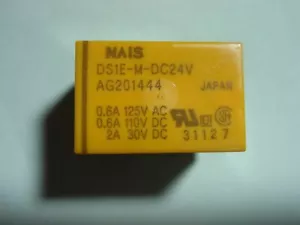 NAIS
DS1E-M-DC24V
AG201444 JAPAN
0.6A 125V AC
0.6A 110V DC
2A 30V DC 31127